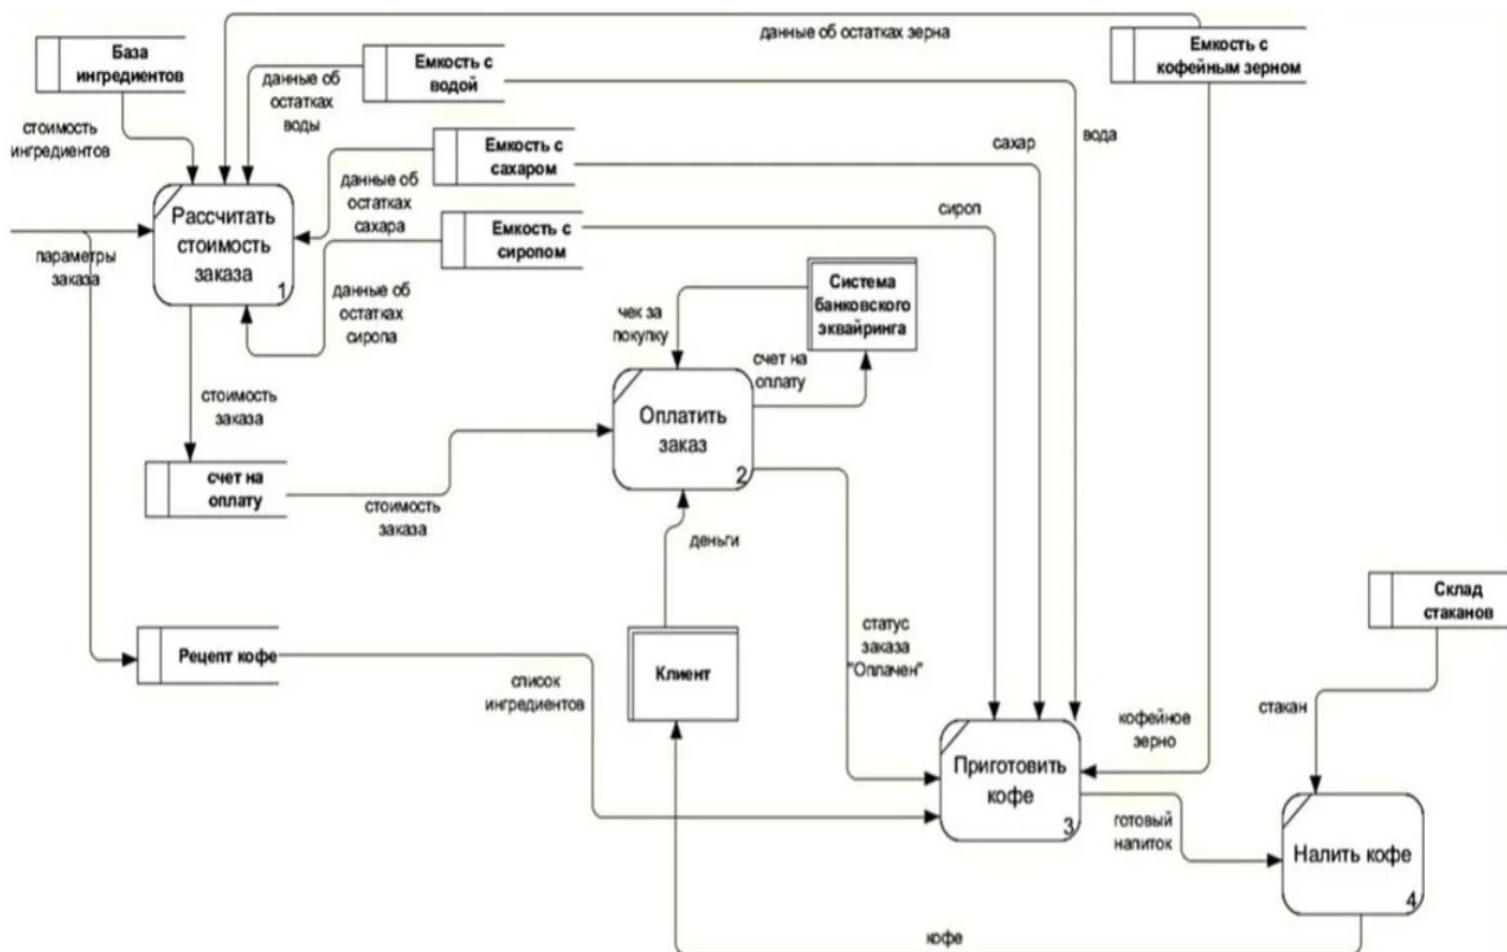 данные об остатках зерна
База
ингредиентов
Емкость с
водой
Емкость с
кофейным зерном
данные об
остатках
воды
стоимость
ингредиентов
Емкость с
сахаром
сахар
вода
данные об
остатках
сахара
Рассчитать
стоимость
заказа
1
сироп
Емкость с
сиропом
параметры
заказа
данные об
остатках
сиропа
Система
банковского
эквайринга
чек за
покупку
счет на
оплату
стоимость
заказа
Оплатить
заказ
2
счет на
оплату
стоимость
заказа
деньги
Склад
стаканов
статус
заказа
"Оплачен"
Рецепт кофе
Клиент
список
ингредиентов
кофейное
зерно
стакан
Приготовить
кофе
3
готовый
напиток
Налить кофе
4
кофе